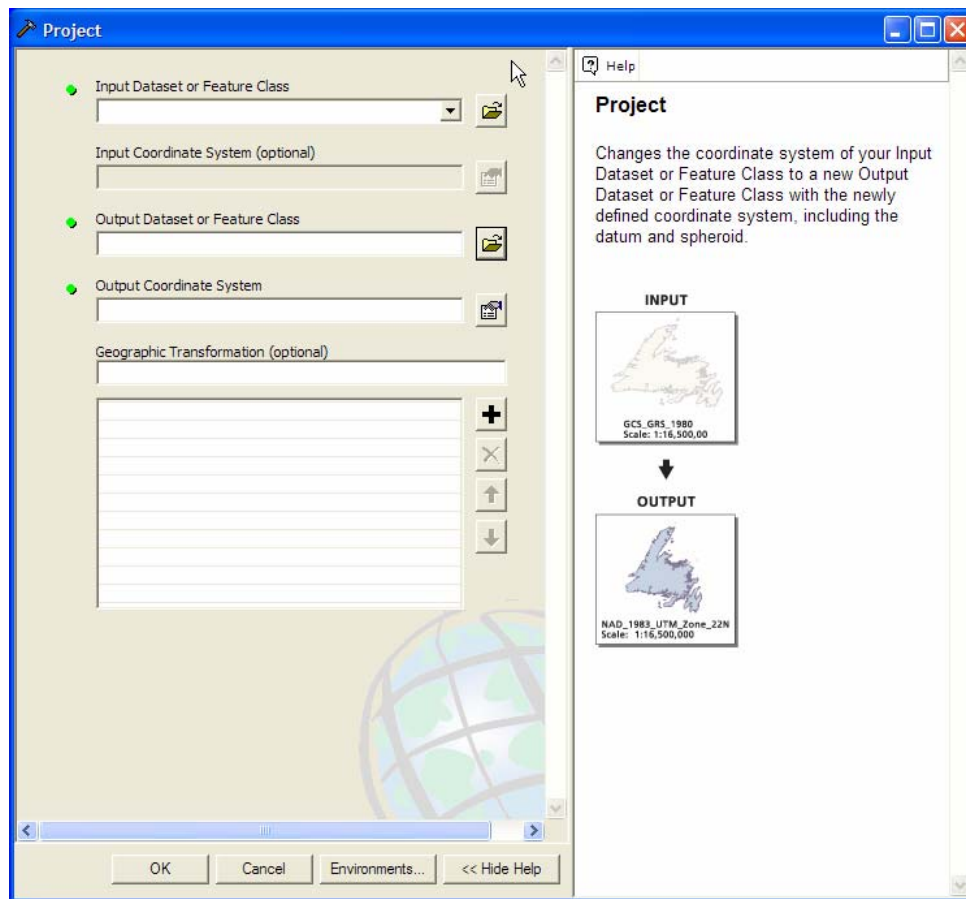 Project
Input Dataset or Feature Class
Input Coordinate System (optional)
Output Dataset or Feature Class
Output Coordinate System
Geographic Transformation (optional)
OK
Cancel
Environments...
<< Hide Help
Help
Project
Changes the coordinate system of your Input
Dataset or Feature Class to a new Output
Dataset or Feature Class with the newly
defined coordinate system, including the
datum and spheroid.
INPUT
GCS_GRS_1980
Scale: 1:16,500,00
OUTPUT
NAD_1983_UTM_Zone_22N
Scale: 1:16,500,000